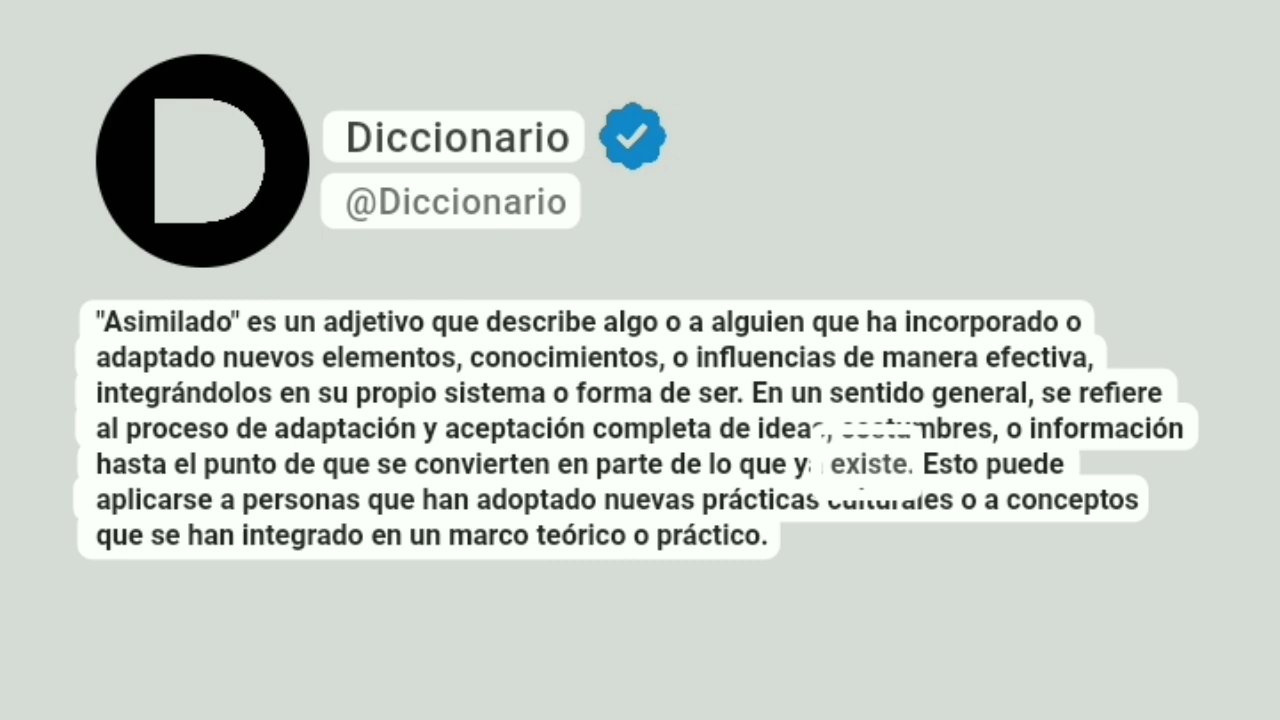 D
Diccionario
@Diccionario
"Asimilado" es un adjetivo que describe algo o a alguien que ha incorporado o
adaptado nuevos elementos, conocimientos, o influencias de manera efectiva,
integrándolos en su propio sistema o forma de ser. En un sentido general, se refiere
al proceso de adaptación y aceptación completa de ideas, costumbres, o información
hasta el punto de que se convierten en parte de lo que ya existe. Esto puede
aplicarse a personas que han adoptado nuevas prácticas culturales o a conceptos
que se han integrado en un marco teórico o práctico.